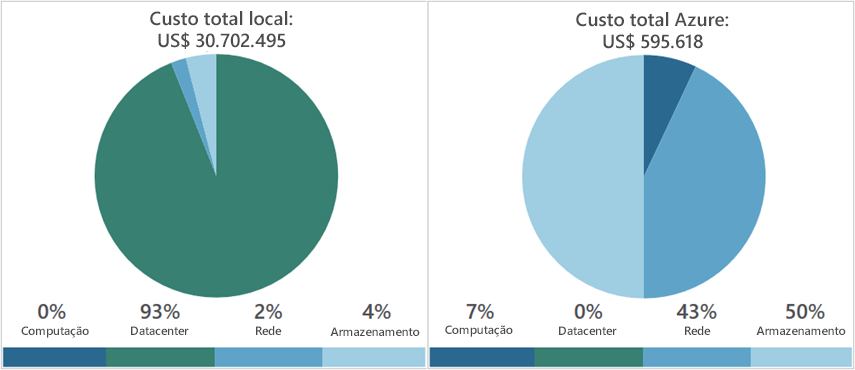 Custo total local:
US$ 30.702.495
0% 93% 2% 4%
Computação Datacenter Rede Armazenamento
Custo total Azure:
US$ 595.618
7% 0% 43% 50%
Computação Datacenter Rede Armazenamento